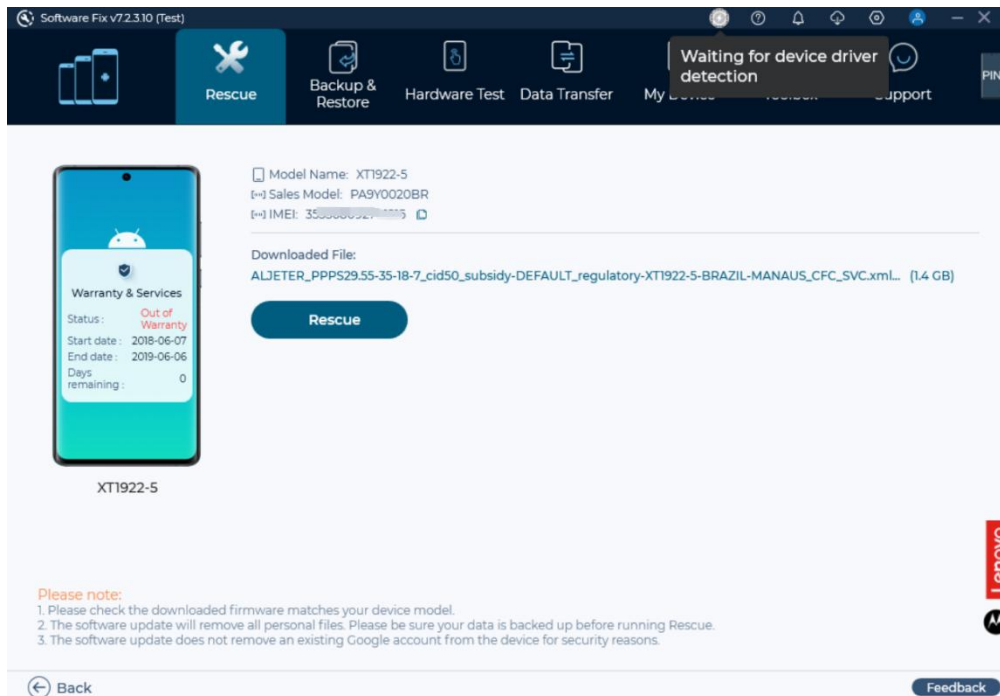 Software Fix v7.2.3.10 (Test)
Rescue
Backup &
Restore
Hardware Test
Data Transfer
My
Waiting for device driver
detection
PIN
Model Name: XT1922-5
Sales Model: PA9Y0020BR
IMEI:
Downloaded File:
ALJETER_PPPS29.55-35-18-7_cid50_subsidy-DEFAULT_regulatory-XT1922-5-BRAZIL-MANAUS_CFC_SVC.xml... (1.4 GB)
Rescue
Warranty & Services
Status : Out of
Warranty
Start date : 2018-06-07
End date : 2019-06-06
Days
remaining : 0
XT1922-5
Lenovo
Please note:
1. Please check the downloaded firmware matches your device model.
2. The software update will remove all personal files. Please be sure your data is backed up before running Rescue.
3. The software update does not remove an existing Google account from the device for security reasons.
Back
Feedback